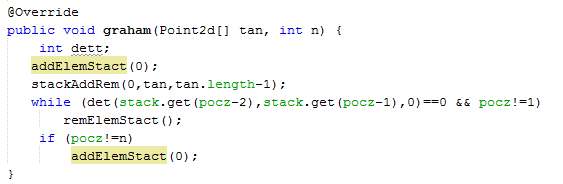 @Override
public void graham(Point2d[] tan, int n) {
int dett;
addElemStact(0);
stackAddRem(0,tan,tan.length-1);
while (det(stack.get(pocz-2),stack.get(pocz-1),0)==0 && pocz!=1)
remElemStact();
if (pocz!=n)
addElemStact(0);
}